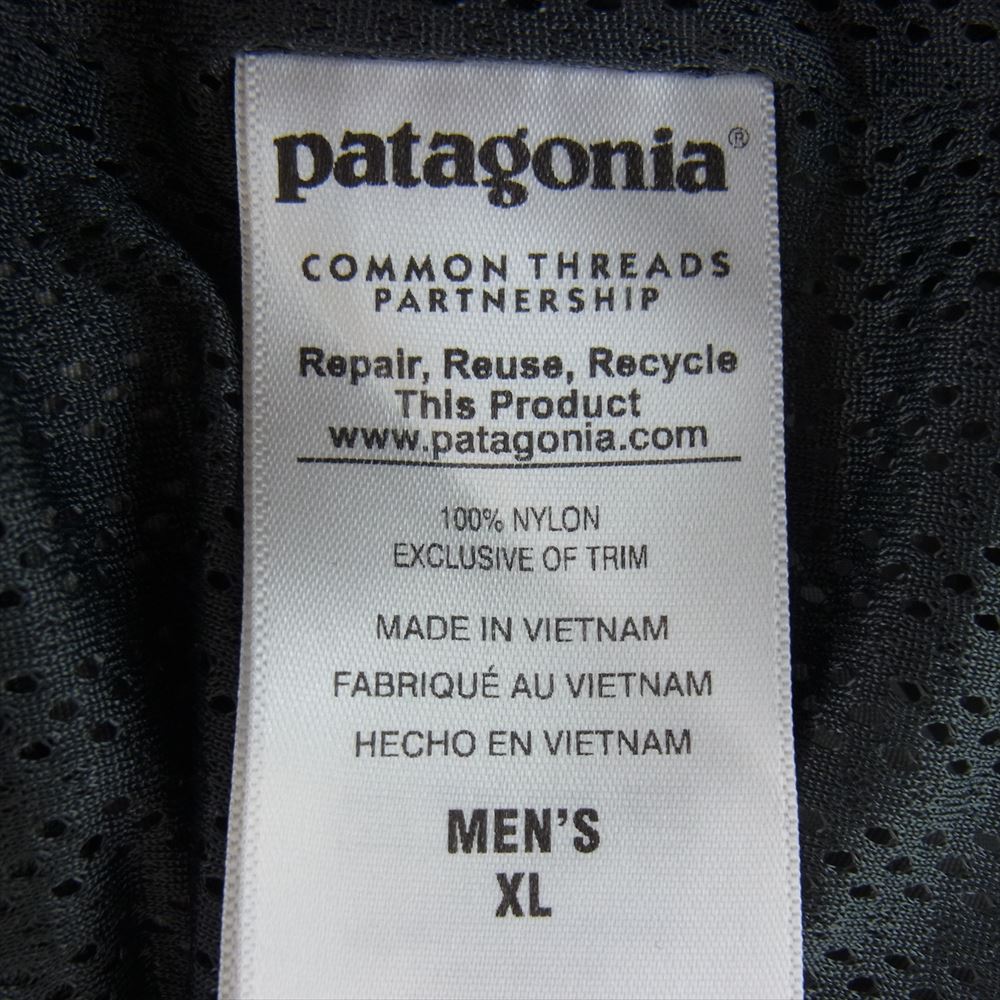 patagonia®
COMMON THREADS
PARTNERSHIP
Repair, Reuse, Recycle
This Product
www.patagonia.com
100% NYLON
EXCLUSIVE OF TRIM
MADE IN VIETNAM
FABRIQUÉ AU VIETNAM
HECHO EN VIETNAM
MEN'S
XL